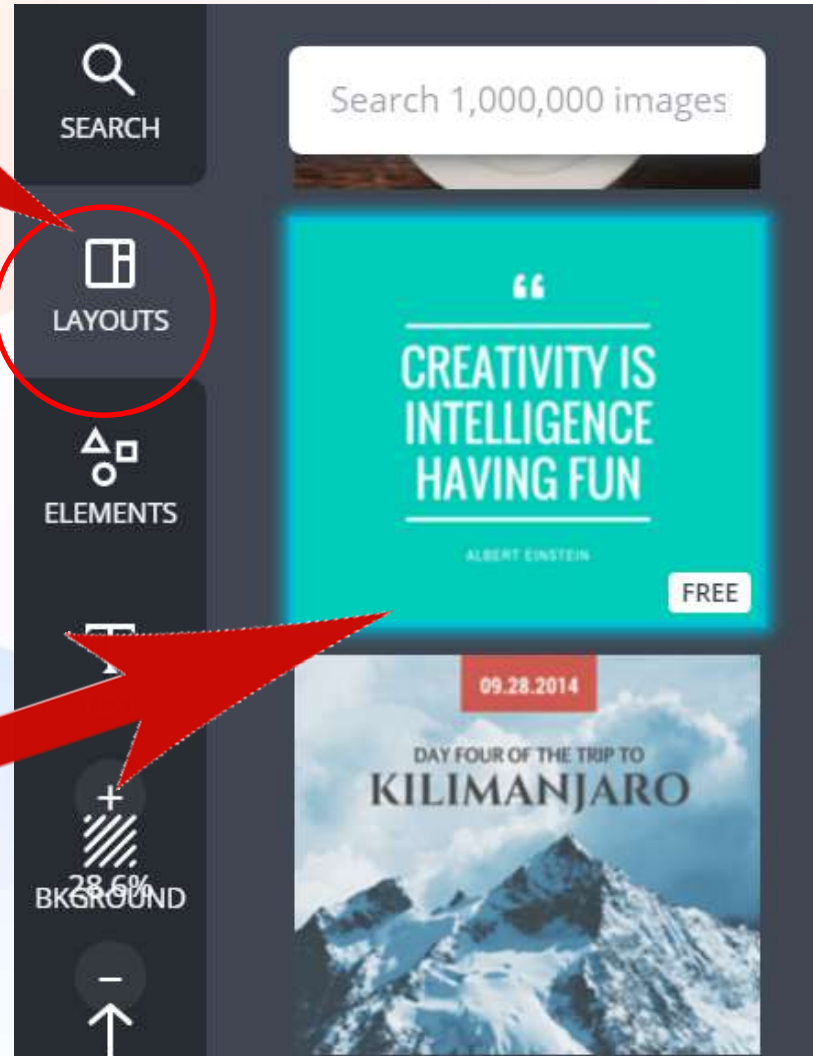 SEARCH
Search 1,000,000 images
LAYOUTS
“
CREATIVITY IS
INTELLIGENCE
HAVING FUN
ALBERT EINSTEIN
FREE
ELEMENTS
09.28.2014
DAY FOUR OF THE TRIP TO
KILIMANJARO
+
28.6%
BKGROUND
-